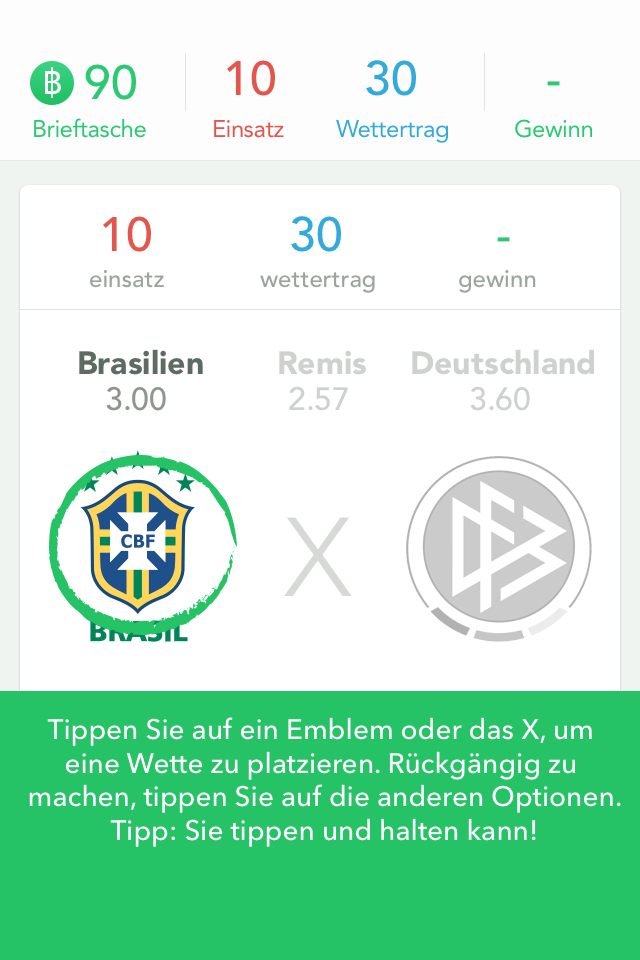 ฿ 90 10 30 -
Brieftasche Einsatz Wettertrag Gewinn
10 30 -
einsatz wettertrag gewinn
Brasilien Remis Deutschland
3.00 2.57 3.60
CBF X DFB
BRASIL
Tippen Sie auf ein Emblem oder das X, um
eine Wette zu platzieren. Rückgängig zu
machen, tippen Sie auf die anderen Optionen.
Tipp: Sie tippen und halten kann!